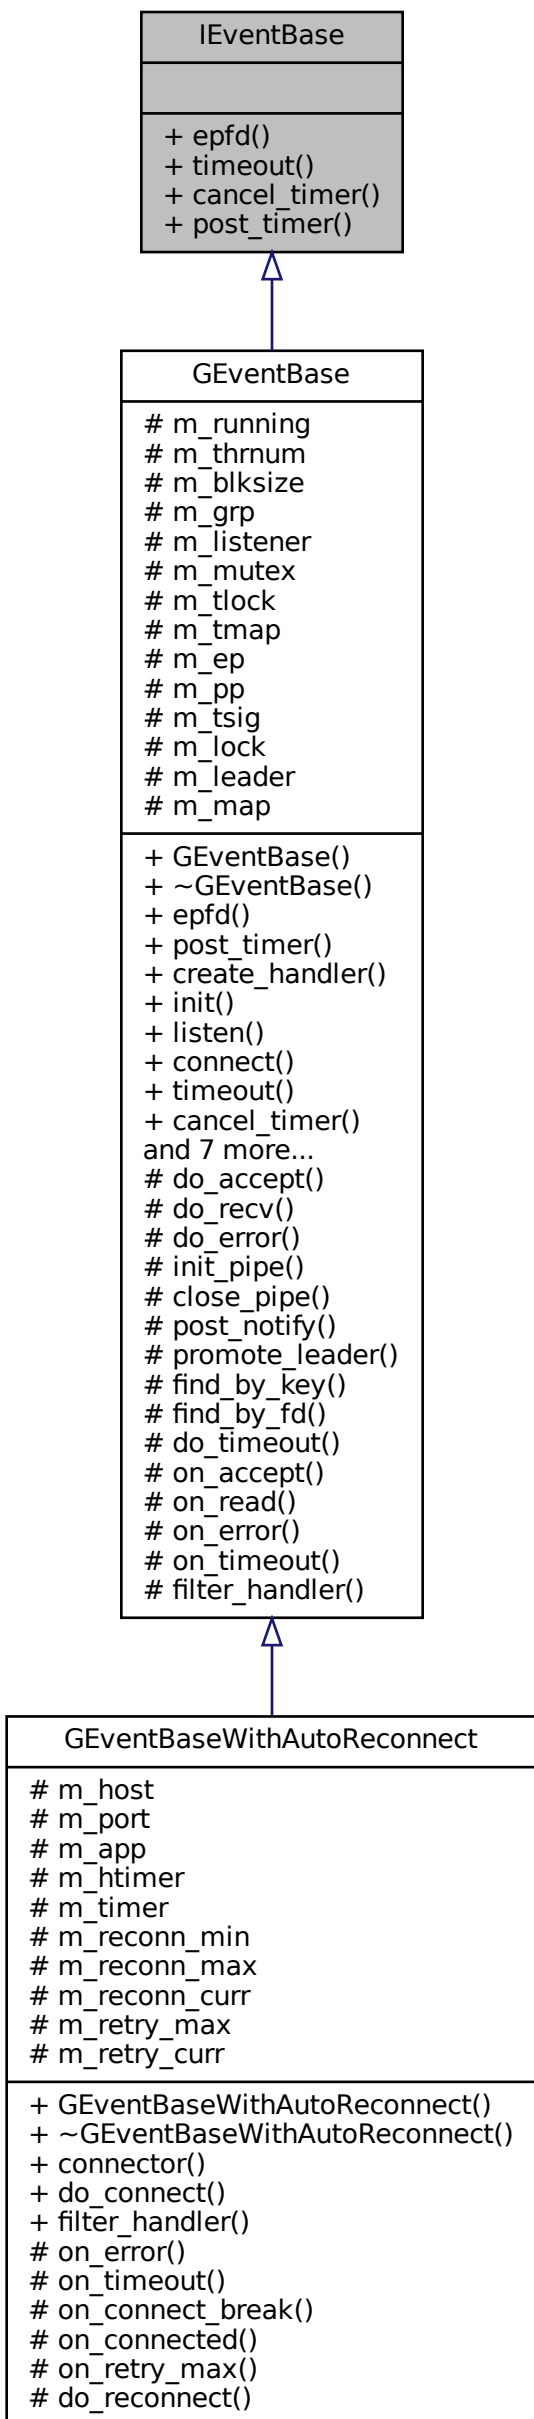 IEventBase
+ epfd()
+ timeout()
+ cancel_timer()
+ post_timer()
GEventBase
# m_running
# m_thrnum
# m_blksize
# m_grp
# m_listener
# m_mutex
# m_tlock
# m_tmap
# m_ep
# m_pp
# m_tsig
# m_lock
# m_leader
# m_map
+ GEventBase()
+ ~GEventBase()
+ epfd()
+ post_timer()
+ create_handler()
+ init()
+ listen()
+ connect()
+ timeout()
+ cancel_timer()
and 7 more...
# do_accept()
# do_recv()
# do_error()
# init_pipe()
# close_pipe()
# post_notify()
# promote_leader()
# find_by_key()
# find_by_fd()
# do_timeout()
# on_accept()
# on_read()
# on_error()
# on_timeout()
# filter_handler()
GEventBaseWithAutoReconnect
# m_host
# m_port
# m_app
# m_htimer
# m_timer
# m_reconn_min
# m_reconn_max
# m_reconn_curr
# m_retry_max
# m_retry_curr
+ GEventBaseWithAutoReconnect()
+ ~GEventBaseWithAutoReconnect()
+ connector()
+ do_connect()
+ filter_handler()
# on_error()
# on_timeout()
# on_connect_break()
# on_connected()
# on_retry_max()
# do_reconnect()